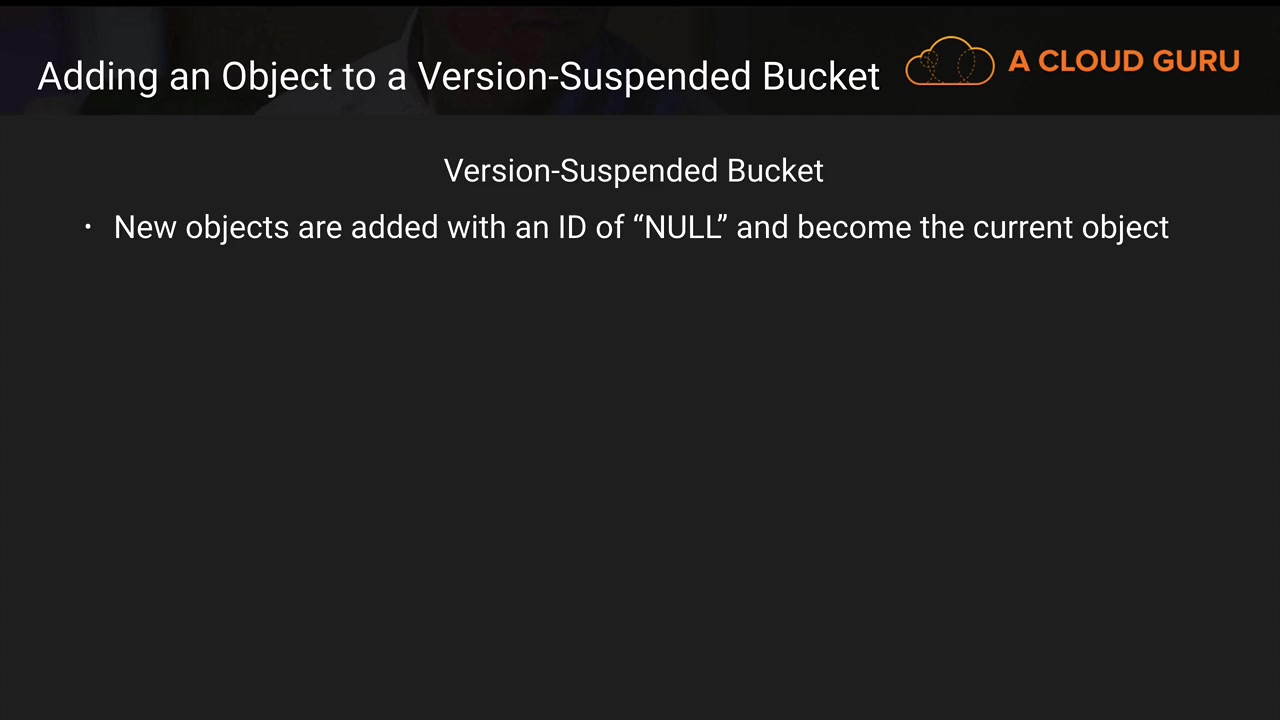 Adding an Object to a Version-Suspended Bucket
A CLOUD GURU
Version-Suspended Bucket
· New objects are added with an ID of “NULL” and become the current object